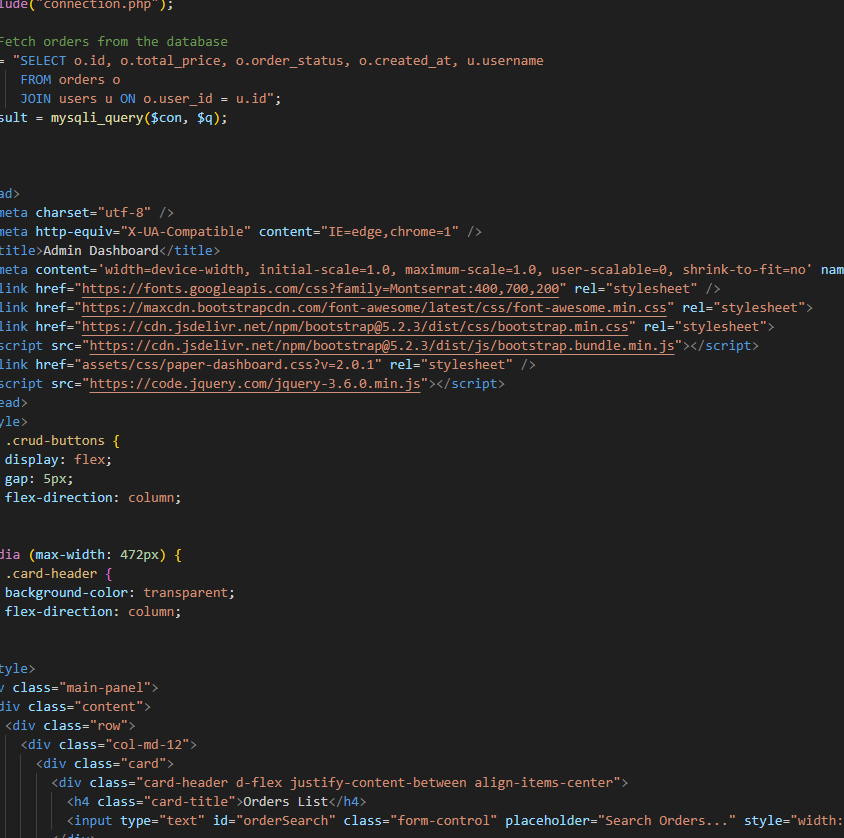 lude("connection.php");
Fetch orders from the database
= "SELECT o.id, o.total_price, o.order_status, o.created_at, u.username
FROM orders o
JOIN users u ON o.user_id = u.id";
sult = mysqli_query($con, $q);
ad>
meta charset="utf-8" />
meta http-equiv="X-UA-Compatible" content="IE=edge,chrome=1" />
title>Admin Dashboard</title>
meta content='width=device-width, initial-scale=1.0, maximum-scale=1.0, user-scalable=0, shrink-to-fit=no' nam
link href="https://fonts.googleapis.com/css?family=Montserrat:400,700,200" rel="stylesheet" />
link href="https://maxcdn.bootstrapcdn.com/font-awesome/latest/css/font-awesome.min.css" rel="stylesheet">
link href="https://cdn.jsdelivr.net/npm/bootstrap@5.2.3/dist/css/bootstrap.min.css" rel="stylesheet">
script src="https://cdn.jsdelivr.net/npm/bootstrap@5.2.3/dist/js/bootstrap.bundle.min.js"></script>
link href="assets/css/paper-dashboard.css?v=2.0.1" rel="stylesheet" />
script src="https://code.jquery.com/jquery-3.6.0.min.js"></script>
ead>
yle>
.crud-buttons {
display: flex;
gap: 5px;
flex-direction: column;
dia (max-width: 472px) {
.card-header {
background-color: transparent;
flex-direction: column;
tyle>
v class="main-panel">
div class="content">
<div class="row">
<div class="col-md-12">
<div class="card">
<div class="card-header d-flex justify-content-between align-items-center">
<h4 class="card-title">Orders List</h4>
<input type="text" id="orderSearch" class="form-control" placeholder="Search Orders..." style="width: